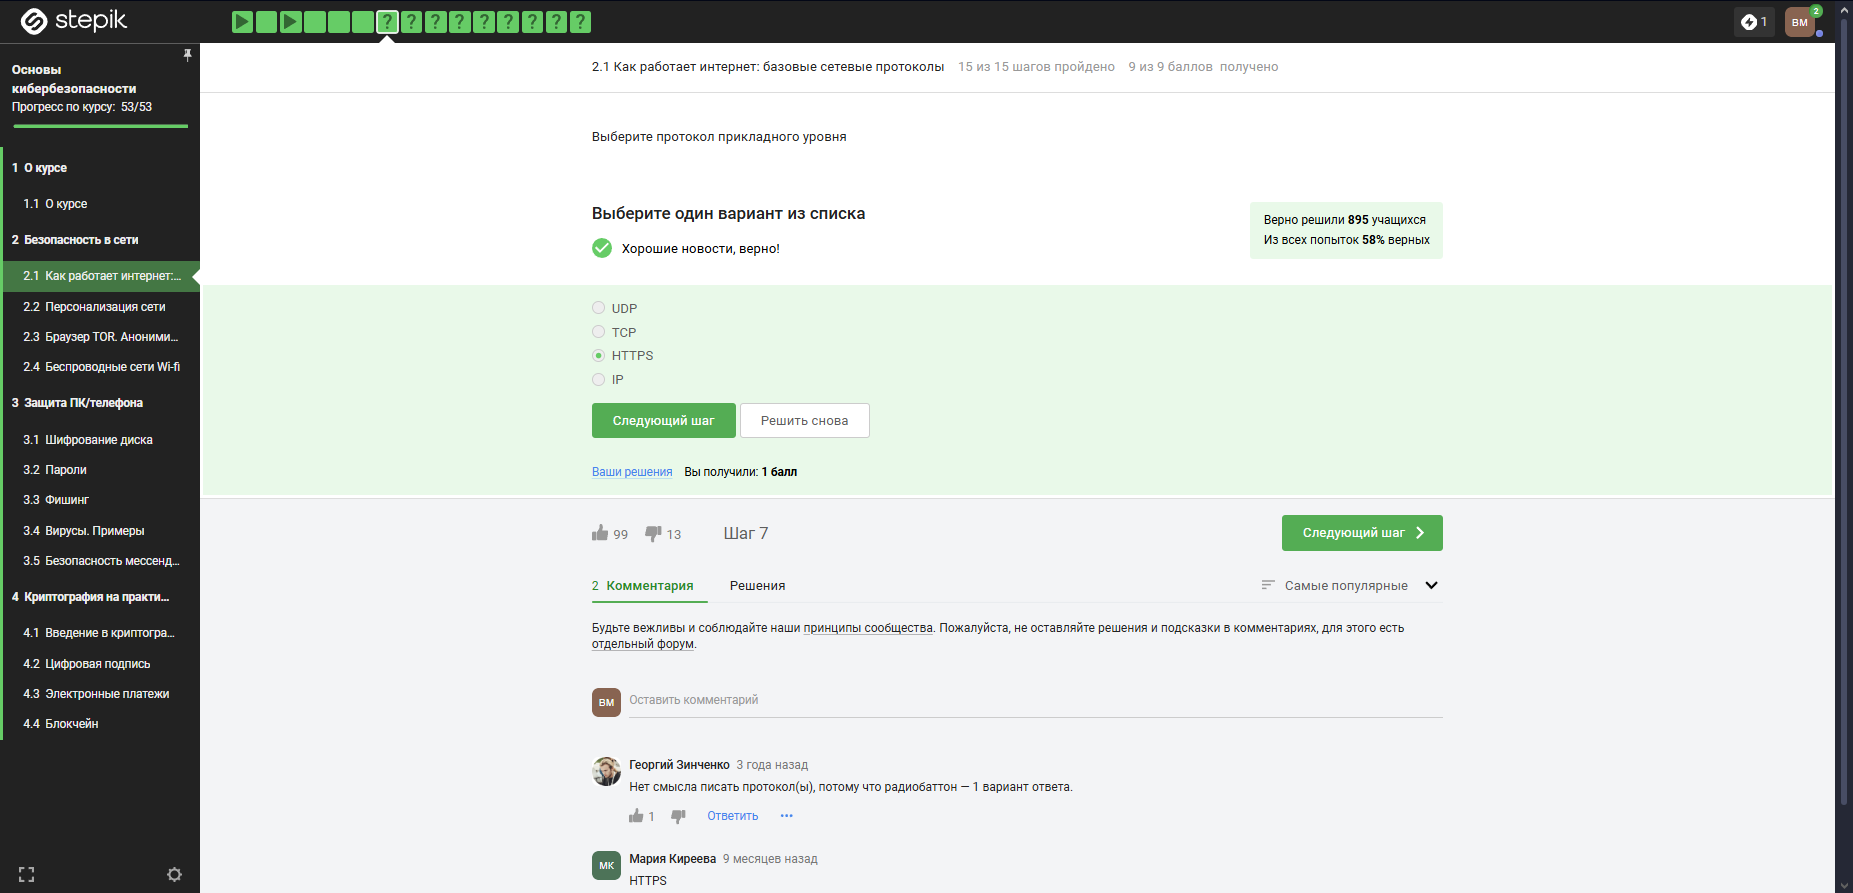 stepik
? ? ? ? ? ? ? ? ?
1
ВМ
2
Основы
кибербезопасности
Прогресс по курсу: 53/53
1 О курсе
1.1 О курсе
2 Безопасность в сети
2.1 Как работает интернет:...
2.2 Персонализация сети
2.3 Браузер TOR. Аноними...
2.4 Беспроводные сети Wi-fi
3 Защита ПК/телефона
3.1 Шифрование диска
3.2 Пароли
3.3 Фишинг
3.4 Вирусы. Примеры
3.5 Безопасность мессенд...
4 Криптография на практи...
4.1 Введение в криптогра...
4.2 Цифровая подпись
4.3 Электронные платежи
4.4 Блокчейн
2.1 Как работает интернет: базовые сетевые протоколы 15 из 15 шагов пройдено 9 из 9 баллов получено
Выберите протокол прикладного уровня
Выберите один вариант из списка
Хорошие новости, верно!
Верно решили 895 учащихся
Из всех попыток 58% верных
UDP
TCP
HTTPS
IP
Следующий шаг
Решить снова
Ваши решения Вы получили: 1 балл
99 13 Шаг 7
Следующий шаг
2 Комментария Решения
Самые популярные
Будьте вежливы и соблюдайте наши принципы сообщества. Пожалуйста, не оставляйте решения и подсказки в комментариях, для этого есть
отдельный форум.
ВМ Оставить комментарий
Георгий Зинченко 3 года назад
Нет смысла писать протокол(ы), потому что радиобаттон — 1 вариант ответа.
1 Ответить ...
МК Мария Киреева 9 месяцев назад
HTTPS